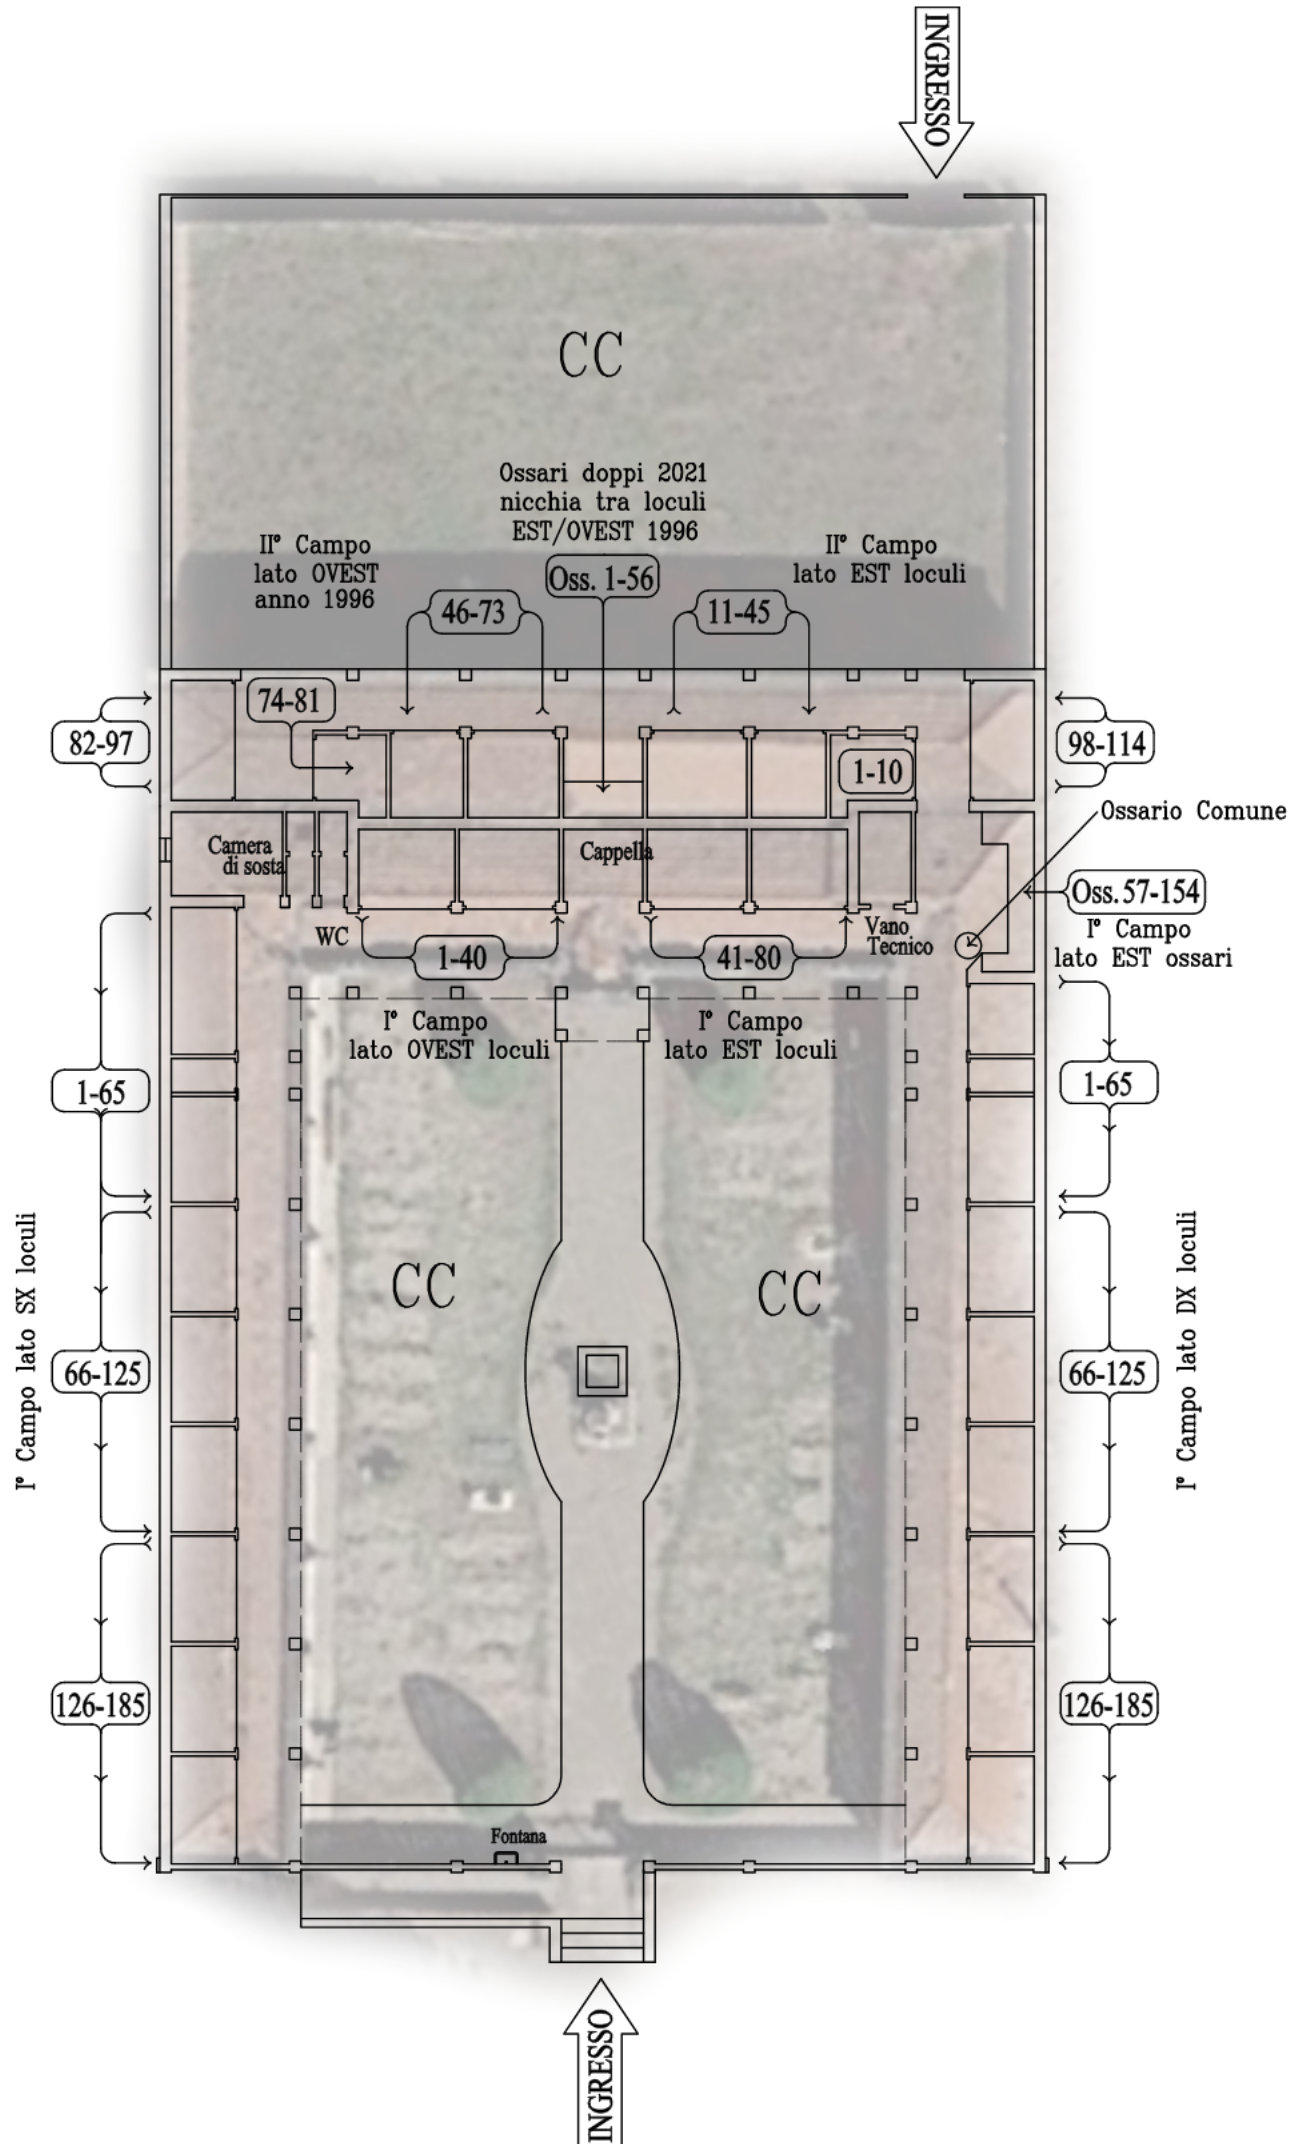 INGRESSO
CC
Ossari doppi 2021
nicchia tra loculi
EST/OVEST 1996
II° Campo
lato OVEST
anno 1996
II° Campo
lato EST loculi
Oss. 1-56
46-73
11-45
74-81
82-97
98-114
1-10
Ossario Comune
Camera
di sosta
Cappella
Oss. 57-154
I° Campo
lato EST ossari
WC
1-40
41-80
Vano
Tecnico
I° Campo
lato OVEST loculi
I° Campo
lato EST loculi
1-65
1-65
I° Campo lato SX loculi
CC
CC
I° Campo lato DX loculi
66-125
66-125
126-185
126-185
Fontana
INGRESSO